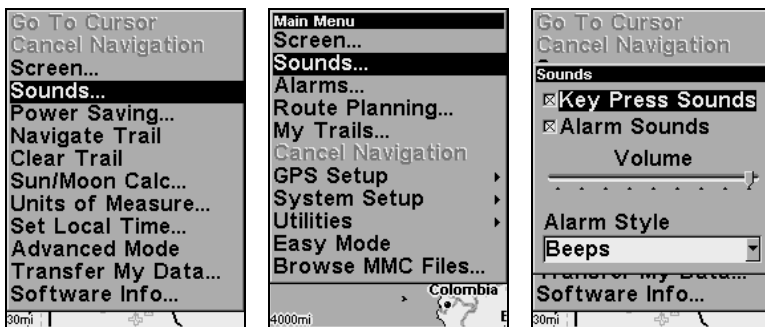 Go To Cursor
Cancel Navigation
Screen...
Sounds...
Power Saving...
Navigate Trail
Clear Trail
Sun/Moon Calc...
Units of Measure...
Set Local Time...
Advanced Mode
Transfer My Data...
Software Info...
30mi
Main Menu
Screen...
Sounds...
Alarms...
Route Planning...
My Trails...
Cancel Navigation
GPS Setup
System Setup
Utilities
Easy Mode
Browse MMC Files...
Colombia
4000mi
Go To Cursor
Cancel Navigation
Sounds
Key Press Sounds
Alarm Sounds
Volume
Alarm Style
Beeps
Transfer My Data...
Software Info...
30mi